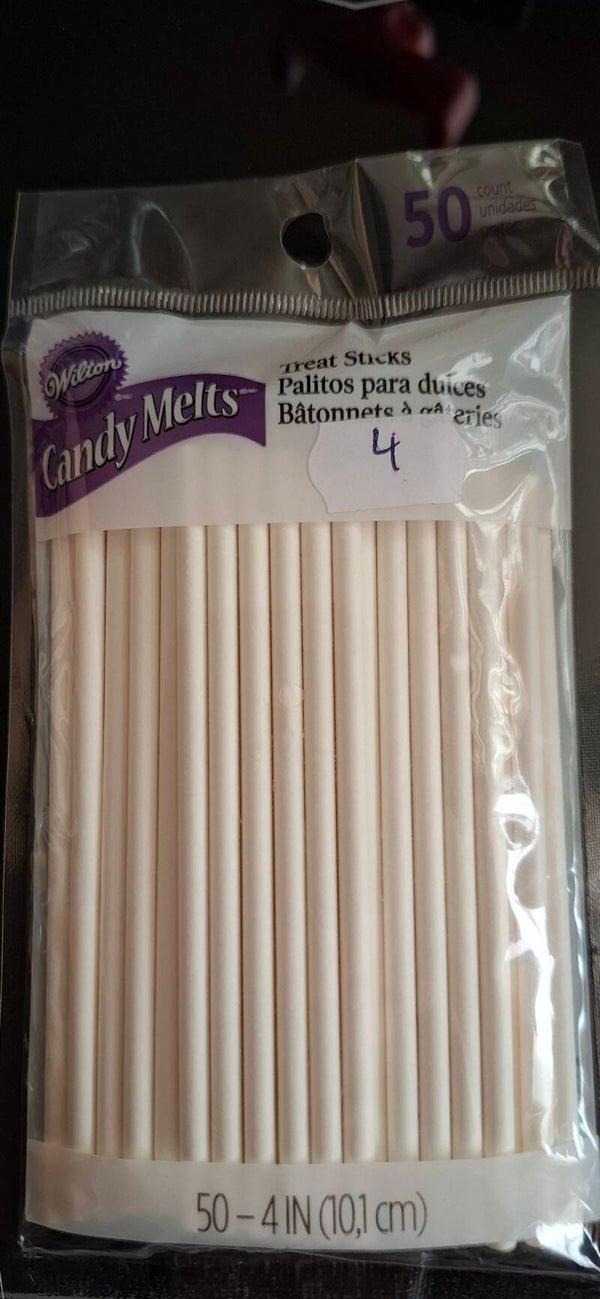 50
count
unidades
unités
Wilton
Candy Melts
Treat Sticks
Palitos para dulces
Bâtonnets à gâteries
4
50 – 4 IN (10,1 cm)